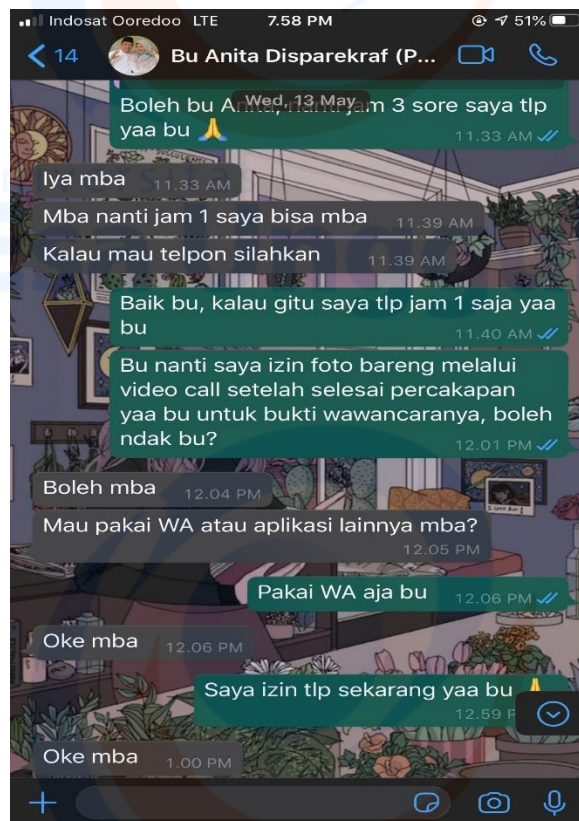 Indosat Ooredoo LTE 7.58 PM 51%
14 Bu Anita Disparekraf (P...
Wed, 13 May
Boleh bu Anita, nanti jam 3 sore saya tlp
yaa bu 🙏 11.33 AM
Iya mba 11.33 AM
Mba nanti jam 1 saya bisa mba 11.39 AM
Kalau mau telpon silahkan 11.39 AM
Baik bu, kalau gitu saya tlp jam 1 saja yaa
bu 11.40 AM
Bu nanti saya izin foto bareng melalui
video call setelah selesai percakapan
yaa bu untuk bukti wawancaranya, boleh
ndak bu? 12.01 PM
Boleh mba 12.04 PM
Mau pakai WA atau aplikasi lainnya mba?
12.05 PM
Pakai WA aja bu 12.06 PM
Oke mba 12.06 PM
Saya izin tlp sekarang yaa bu 🙏
12.59 P
Oke mba 1.00 PM